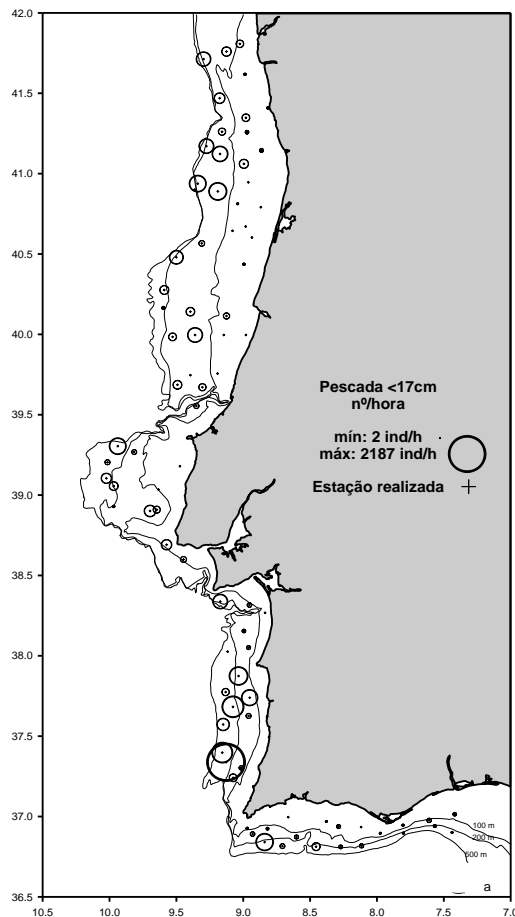 42.0
41.5
41.0
40.5
40.0
39.5
39.0
38.5
38.0
37.5
37.0
36.5
Pescada <17cm
nº/hora
mín: 2 ind/h
máx: 2187 ind/h
Estação realizada
100 m
200 m
500 m
a
10.5 10.0 9.5 9.0 8.5 8.0 7.5 7.0